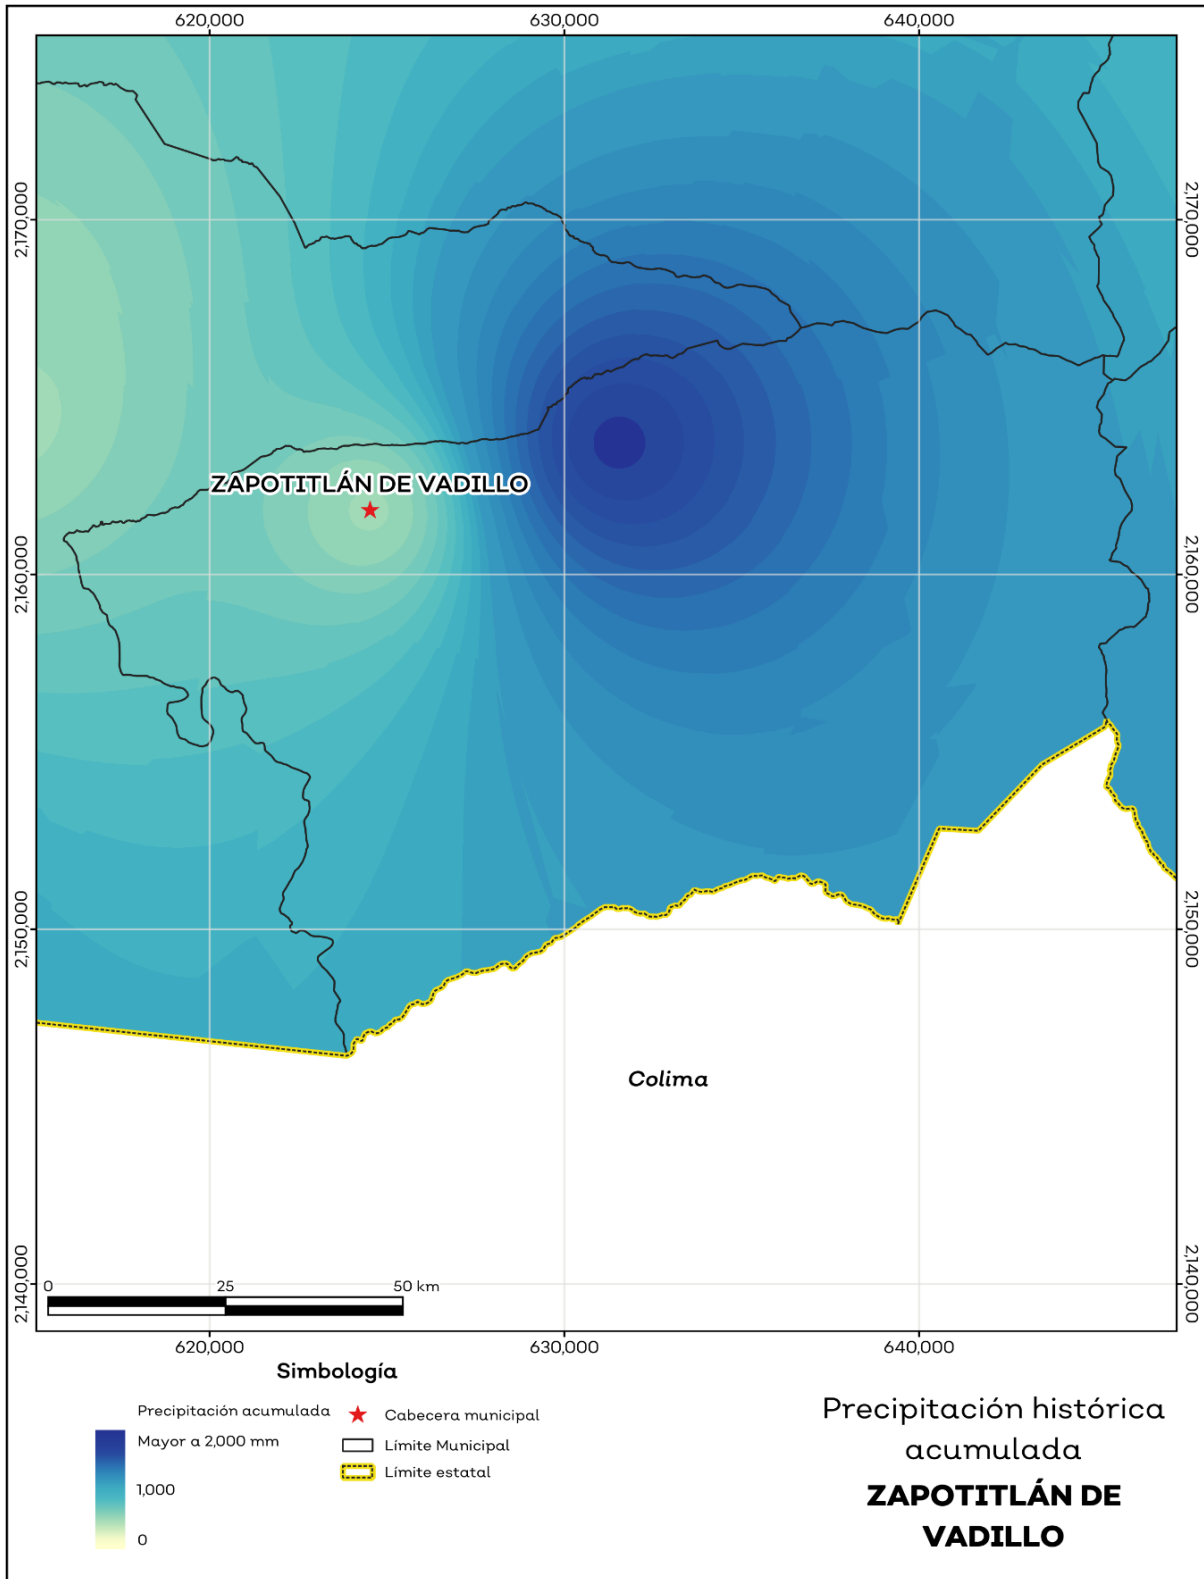 620,000
630,000
640,000
2,170,000
2,170,000
ZAPOTITLÁN DE VADILLO
2,160,000
2,160,000
2,150,000
2,150,000
Colima
2,140,000
2,140,000
0 25 50 km
620,000
630,000
640,000
Simbología
Precipitación acumulada
Mayor a 2,000 mm
1,000
0
Cabecera municipal
Límite Municipal
Límite estatal
Precipitación histórica
acumulada
ZAPOTITLÁN DE
VADILLO